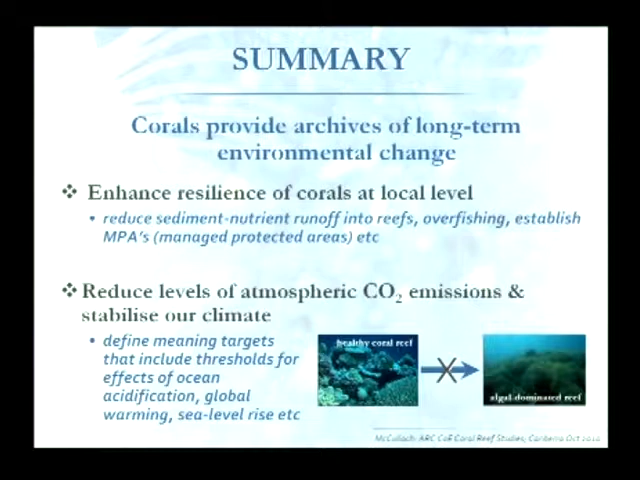 SUMMARY
Corals provide archives of long-term
environmental change
❖ Enhance resilience of corals at local level
• reduce sediment-nutrient runoff into reefs, overfishing, establish
MPA's (managed protected areas) etc
❖ Reduce levels of atmospheric CO₂ emissions &
stabilise our climate
• define meaning targets
that include thresholds for
effects of ocean
acidification, global
warming, sea-level rise etc
healthy coral reef
algal-dominated reef
McCulloch: ARC CoE Coral Reef Studies; Canberra Oct 2010